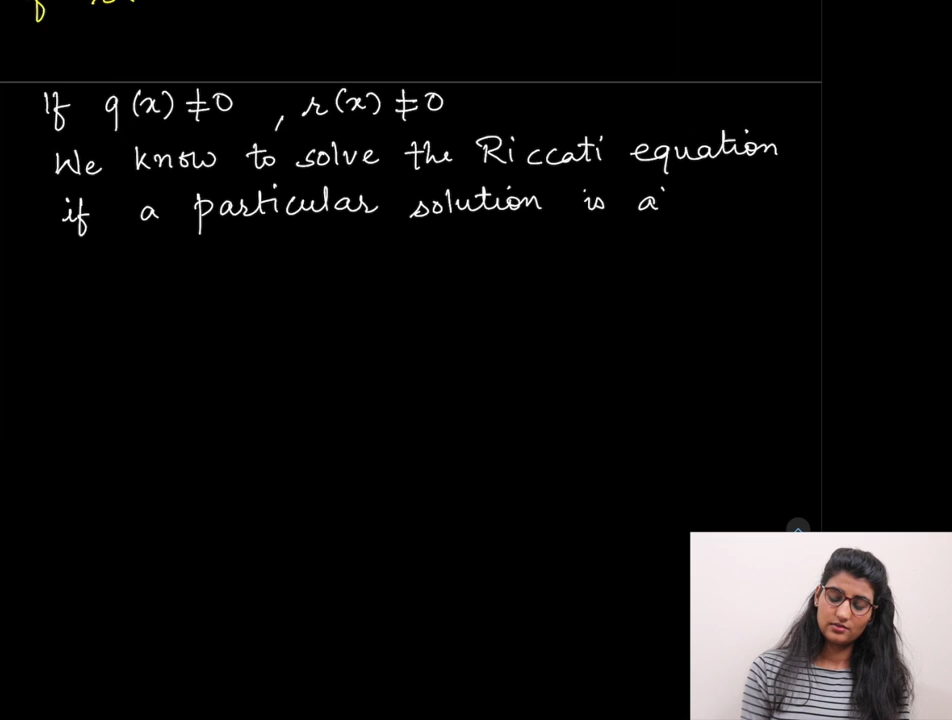 If q(x) ≠ 0 , r(x) ≠ 0
We know to solve the Riccati equation
if a particular solution is a